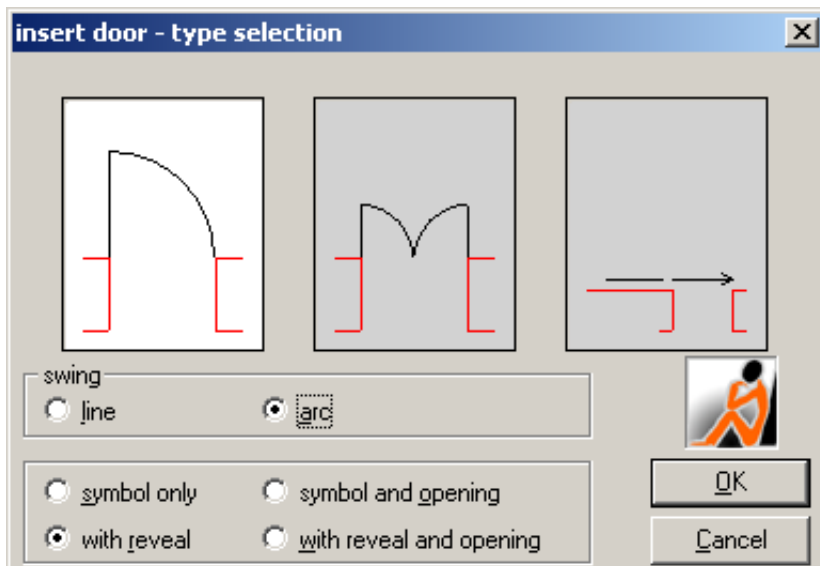 insert door - type selection
swing
line
arc
symbol only
symbol and opening
with reveal
with reveal and opening
OK
Cancel